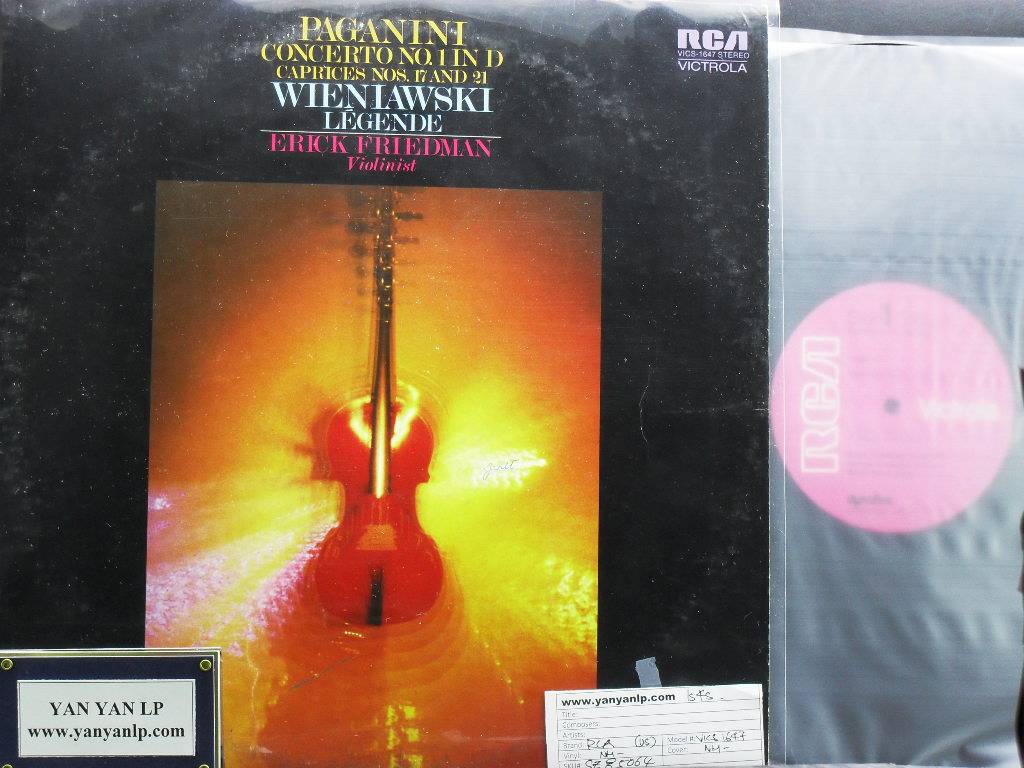 PAGANINI
CONCERTO NO. 1 IN D
CAPRICES NOS. 17 AND 21
WIENIAWSKI
LÉGENDE
ERICK FRIEDMAN
Violinist
RCA
VICS-1647 STEREO
VICTROLA
RCA
Victrola
1
YAN YAN LP
www.yanyanlp.com
www.yanyanlp.com
Title:
Composers:
Artists:
Brand: RCA (US) Model #: VICS 1647
Vinyl: NM- Cover: NM-
SKU#: